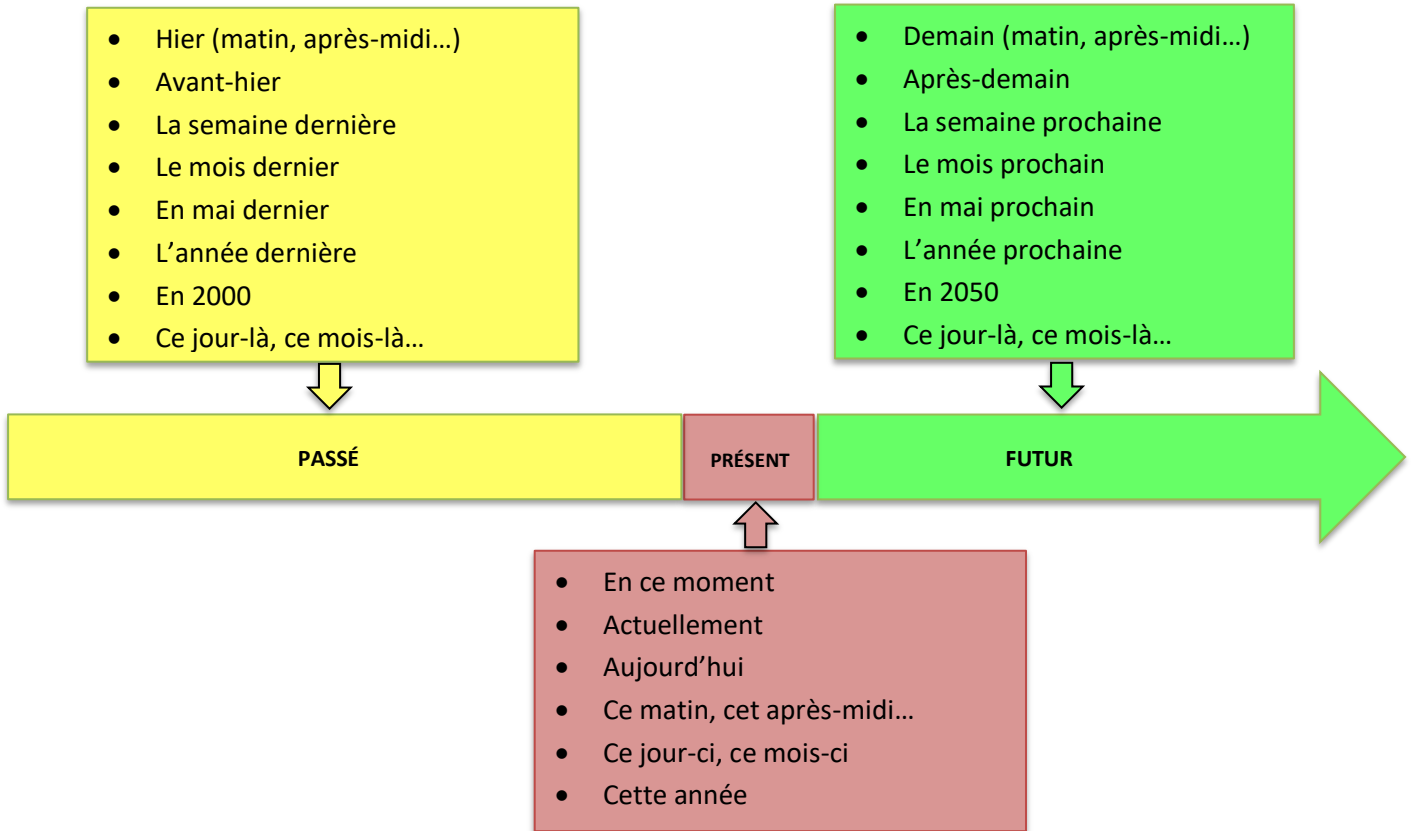 • Hier (matin, après-midi…)
• Avant-hier
• La semaine dernière
• Le mois dernier
• En mai dernier
• L’année dernière
• En 2000
• Ce jour-là, ce mois-là…
• Demain (matin, après-midi…)
• Après-demain
• La semaine prochaine
• Le mois prochain
• En mai prochain
• L’année prochaine
• En 2050
• Ce jour-là, ce mois-là…
PASSÉ
PRÉSENT
FUTUR
• En ce moment
• Actuellement
• Aujourd’hui
• Ce matin, cet après-midi…
• Ce jour-ci, ce mois-ci
• Cette année